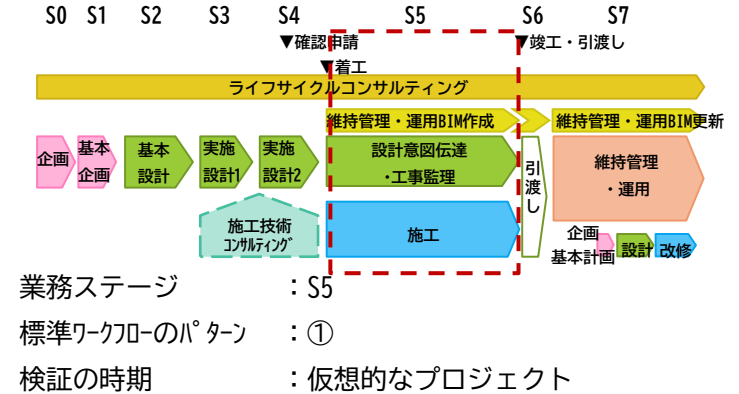 S0 S1 S2 S3 S4 S5 S6 S7
▼確認申請 ▼竣工・引渡し
▼着工
ライフサイクルコンサルティング
維持管理・運用BIM作成 維持管理・運用BIM更新
企画
基本
企画
基本
設計
実施
設計1
実施
設計2
設計意図伝達
・工事監理
引
渡
し
維持管理
・運用
施工技術
コンサルティング
施工
企画
基本計画
設計
改修
業務ステージ ：S5
標準ワークフローのパターン ：①
検証の時期 ：仮想的なプロジェクト